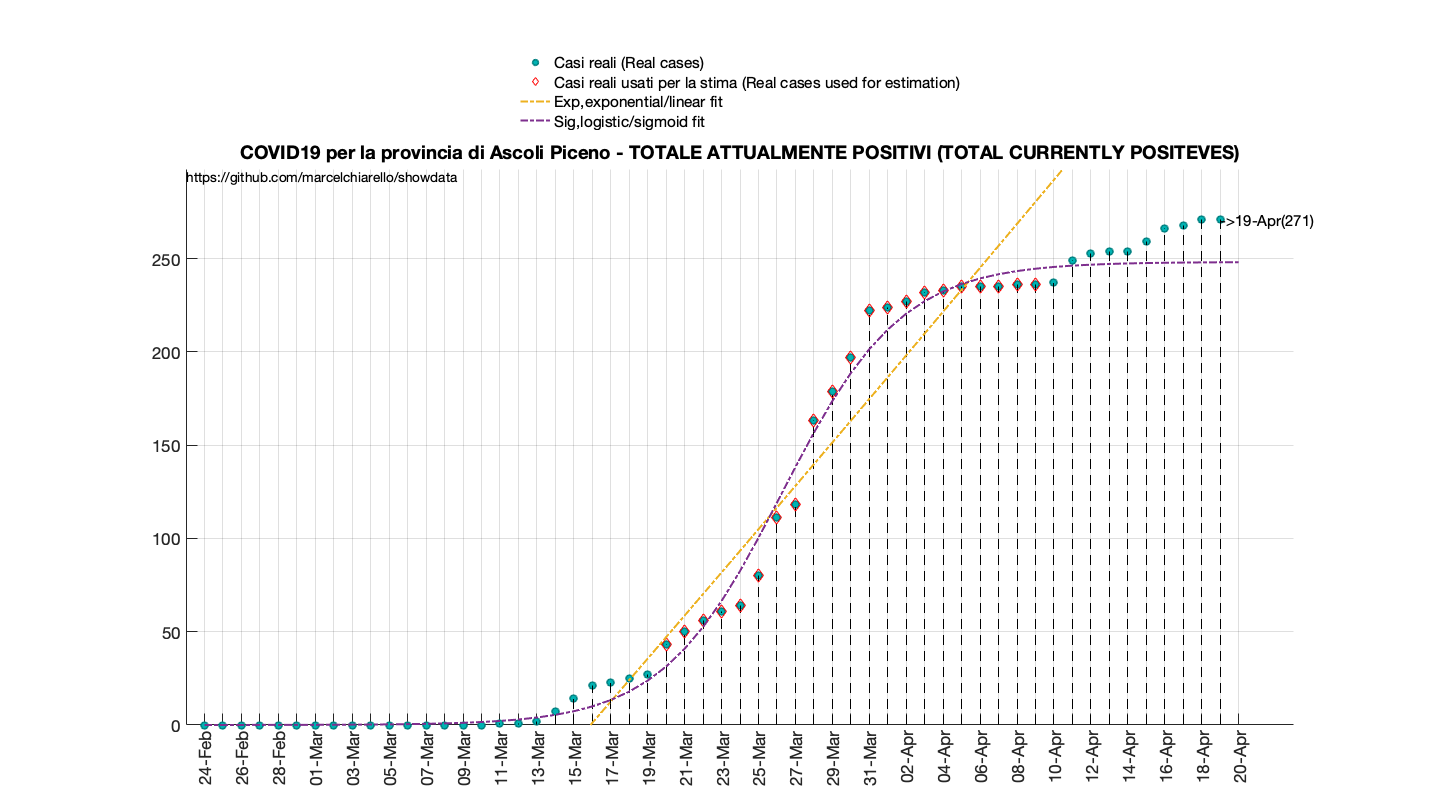 Casi reali (Real cases)
Casi reali usati per la stima (Real cases used for estimation)
Exp,exponential/linear fit
Sig,logistic/sigmoid fit
COVID19 per la provincia di Ascoli Piceno - TOTALE ATTUALMENTE POSITIVI (TOTAL CURRENTLY POSITEVES)
https://github.com/marcelchiarello/showdata
->19-Apr(271)
250
200
150
100
50
0
24-Feb
26-Feb
28-Feb
01-Mar
03-Mar
05-Mar
07-Mar
09-Mar
11-Mar
13-Mar
15-Mar
17-Mar
19-Mar
21-Mar
23-Mar
25-Mar
27-Mar
29-Mar
31-Mar
02-Apr
04-Apr
06-Apr
08-Apr
10-Apr
12-Apr
14-Apr
16-Apr
18-Apr
20-Apr